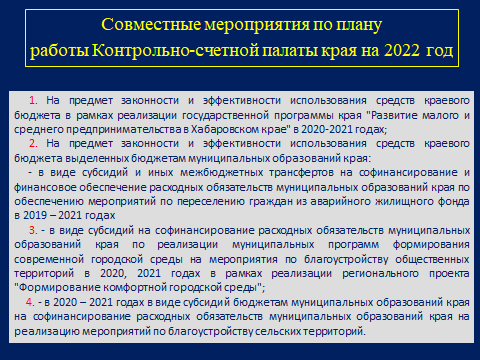 Совместные мероприятия по плану
работы Контрольно-счетной палаты края на 2022 год
1. На предмет законности и эффективности использования средств краевого
бюджета в рамках реализации государственной программы края "Развитие малого и
среднего предпринимательства в Хабаровском крае" в 2020-2021 годах;
2. На предмет законности и эффективности использования средств краевого
бюджета выделенных бюджетам муниципальных образований края:
- в виде субсидий и иных межбюджетных трансфертов на софинансирование и
финансовое обеспечение расходных обязательств муниципальных образований края по
обеспечению мероприятий по переселению граждан из аварийного жилищного фонда
в 2019 – 2021 годах
3. - в виде субсидий на софинансирование расходных обязательств муниципальных
образований края по реализации муниципальных программ формирования
современной городской среды на мероприятия по благоустройству общественных
территорий в 2020, 2021 годах в рамках реализации регионального проекта
"Формирование комфортной городской среды";
4. - в 2020 – 2021 годах в виде субсидий бюджетам муниципальных образований края
на софинансирование расходных обязательств муниципальных образований края на
реализацию мероприятий по благоустройству сельских территорий.